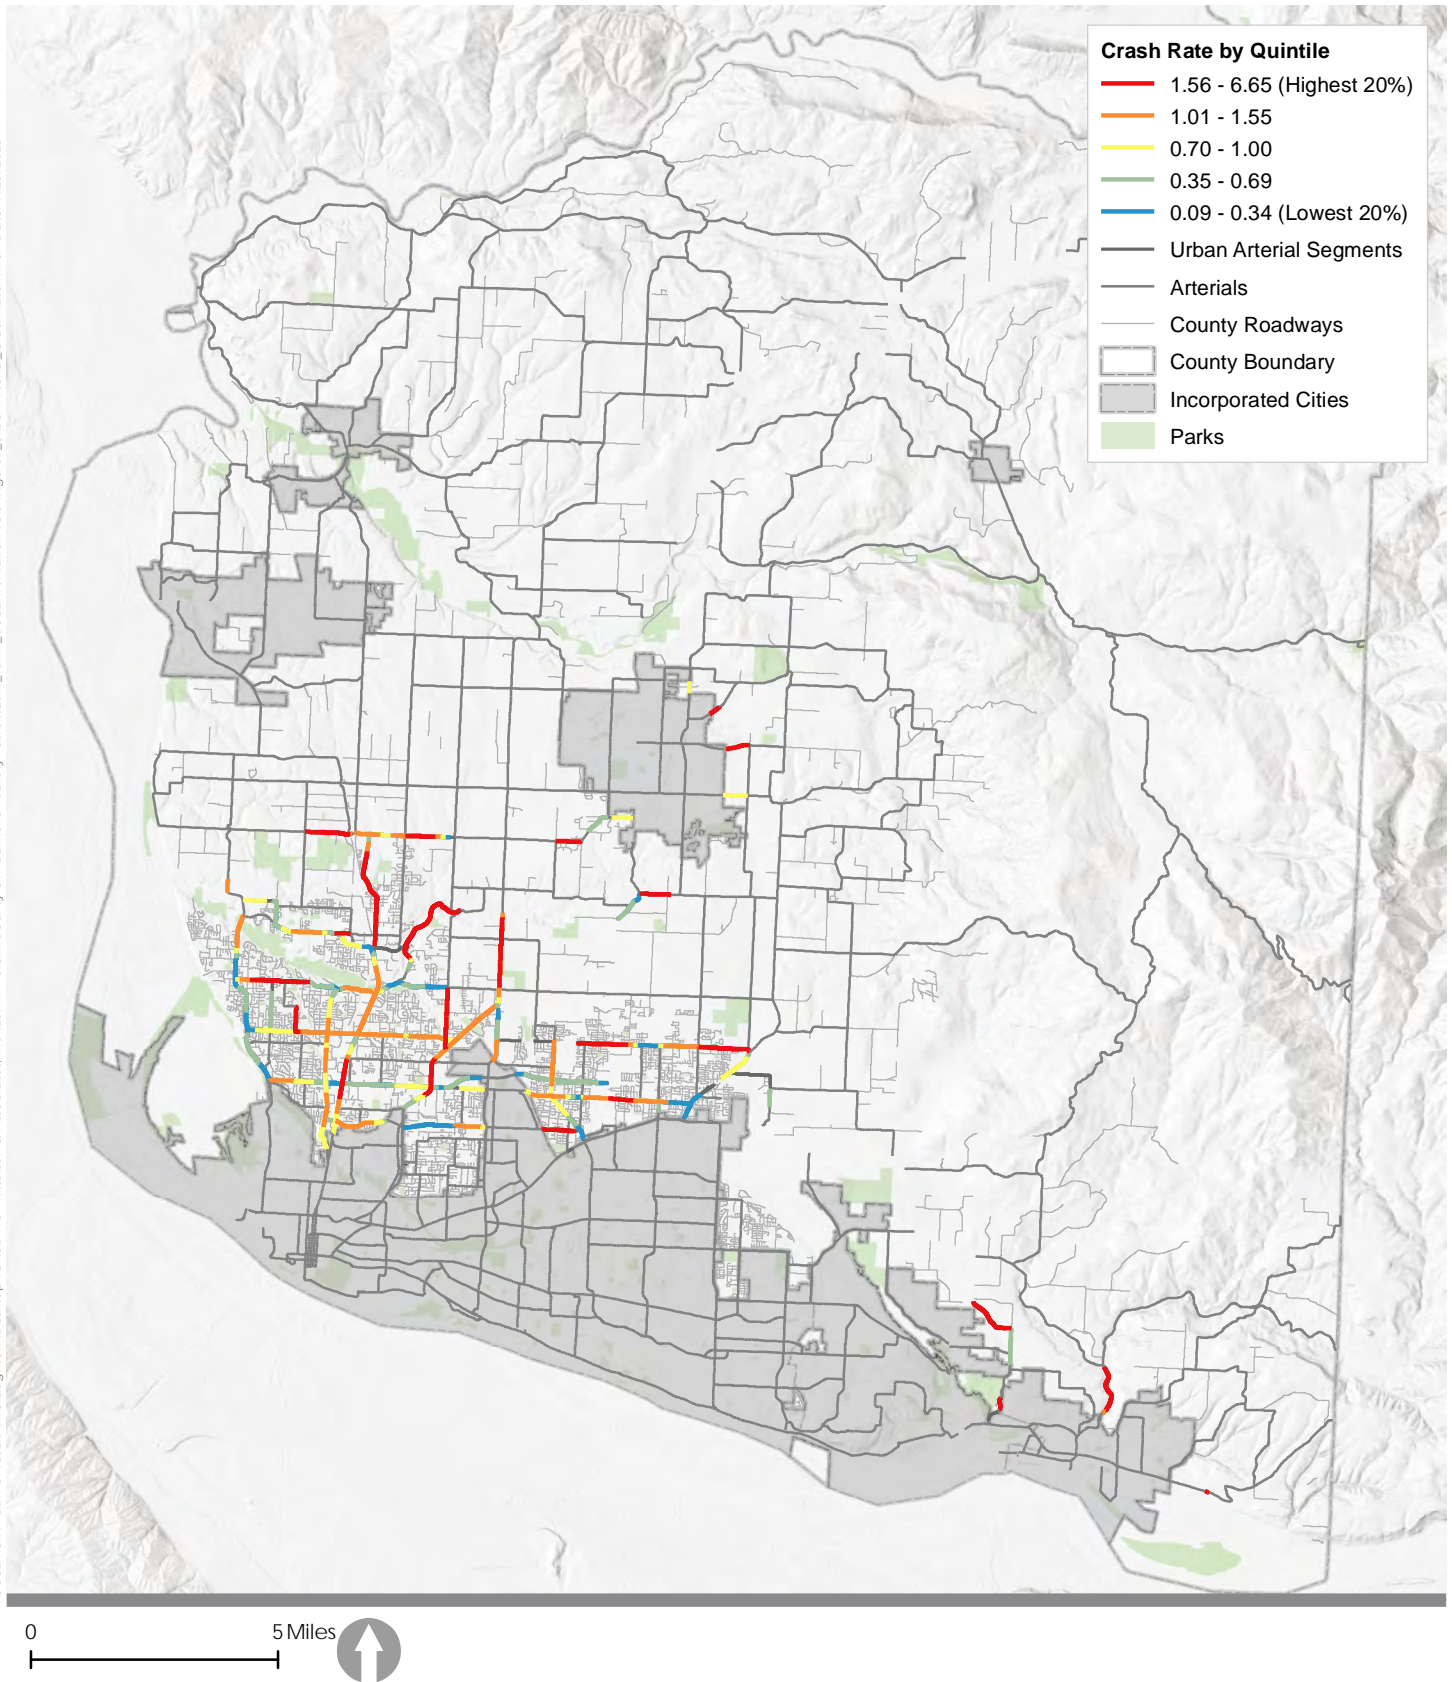 Crash Rate by Quintile
1.56 - 6.65 (Highest 20%)
1.01 - 1.55
0.70 - 1.00
0.35 - 0.69
0.09 - 0.34 (Lowest 20%)
Urban Arterial Segments
Arterials
County Roadways
County Boundary
Incorporated Cities
Parks
0
5 Miles